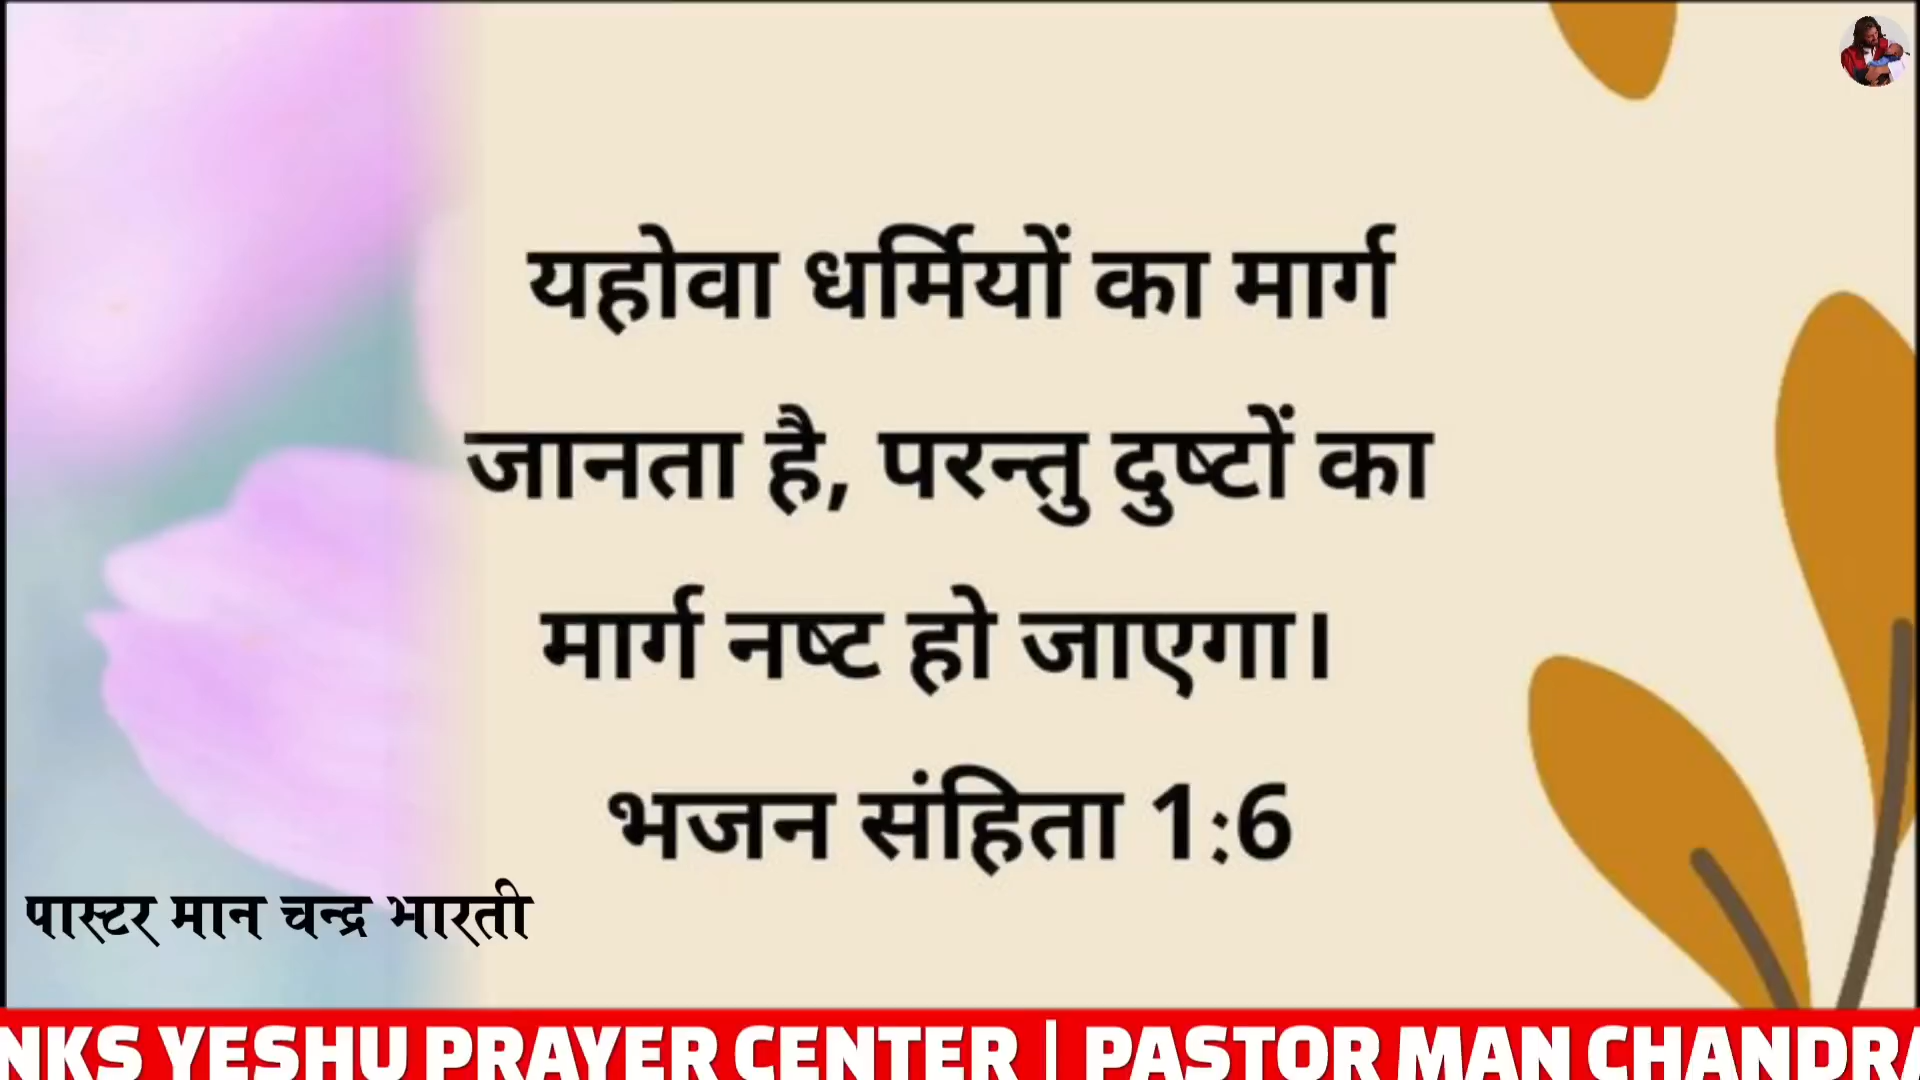 यहोवा धर्मियों का मार्ग
जानता है, परन्तु दुष्टों का
मार्ग नष्ट हो जाएगा।
भजन संहिता 1:6
पास्टर मान चन्द्र भारती
NKS YESHU PRAYER CENTER | PASTOR MAN CHANDRA